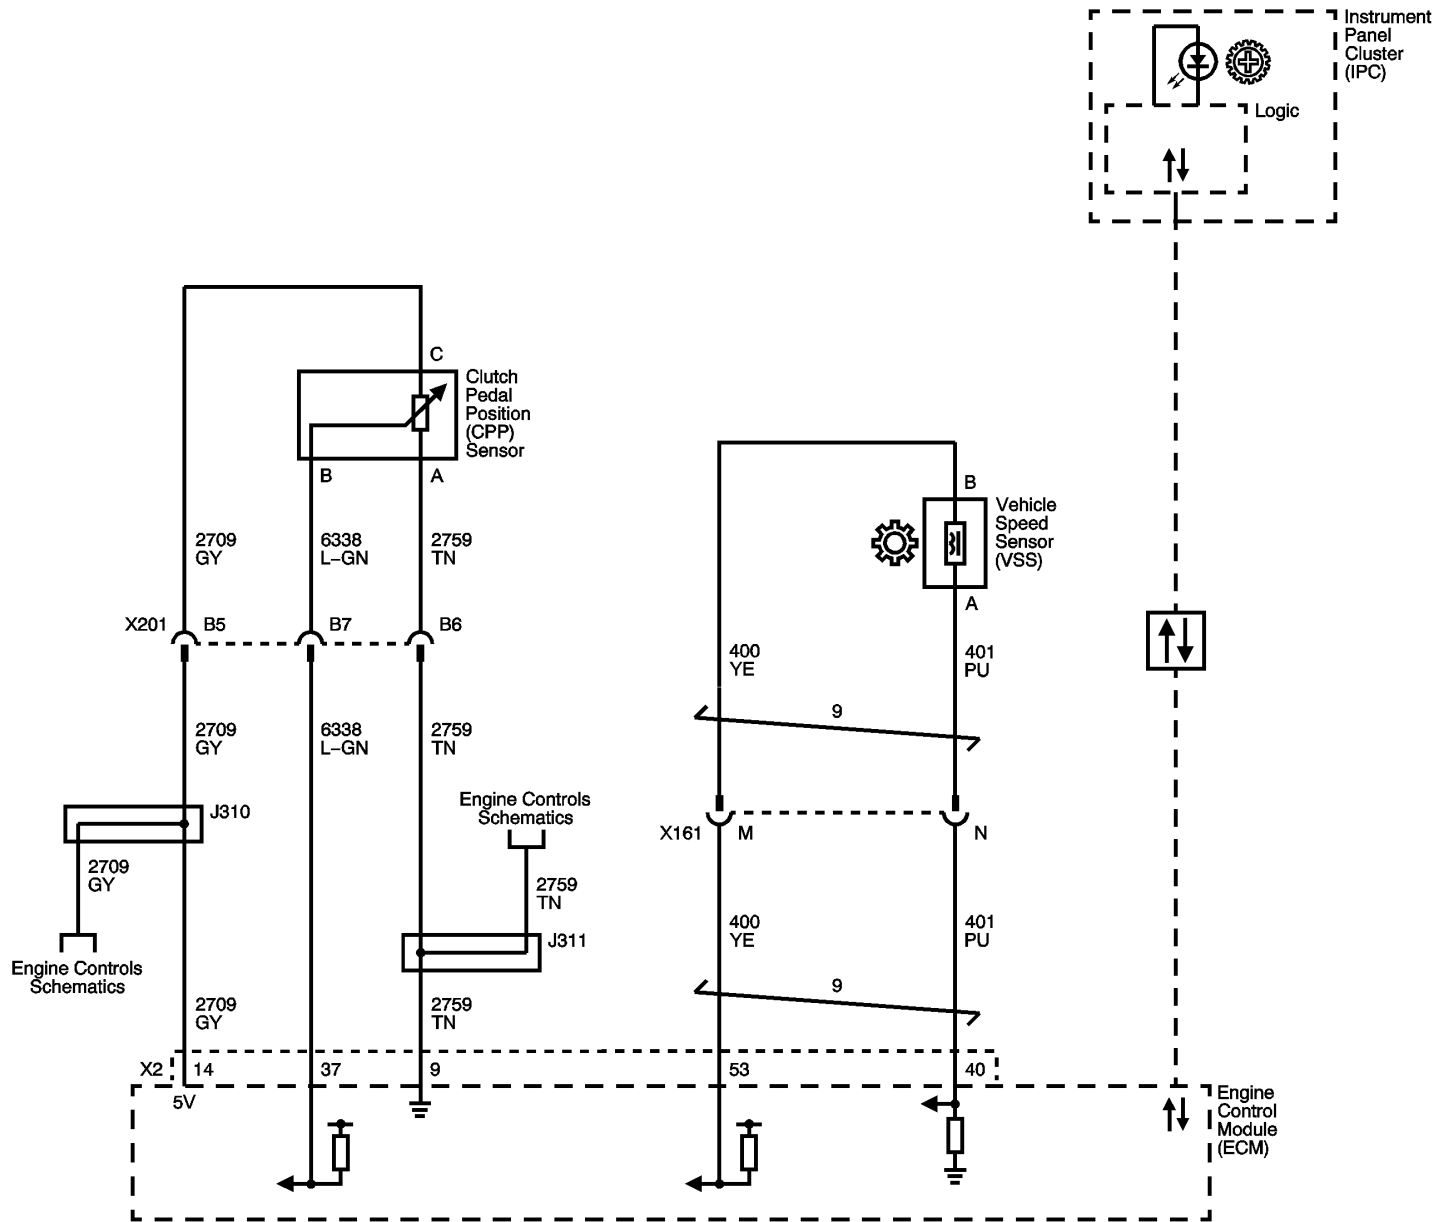 Instrument
Panel
Cluster
(IPC)
Logic
C
Clutch
Pedal
Position
(CPP)
Sensor
B
A
B
Vehicle
Speed
Sensor
(VSS)
A
2709
GY
6338
L-GN
2759
TN
X201
B5
B7
B6
400
YE
401
PU
9
2709
GY
6338
L-GN
2759
TN
Engine Controls
Schematics
J310
X161
M
N
2709
GY
2759
TN
400
YE
401
PU
J311
Engine Controls
Schematics
9
2709
GY
2759
TN
X2
14
37
9
53
40
5V
Engine
Control
Module
(ECM)